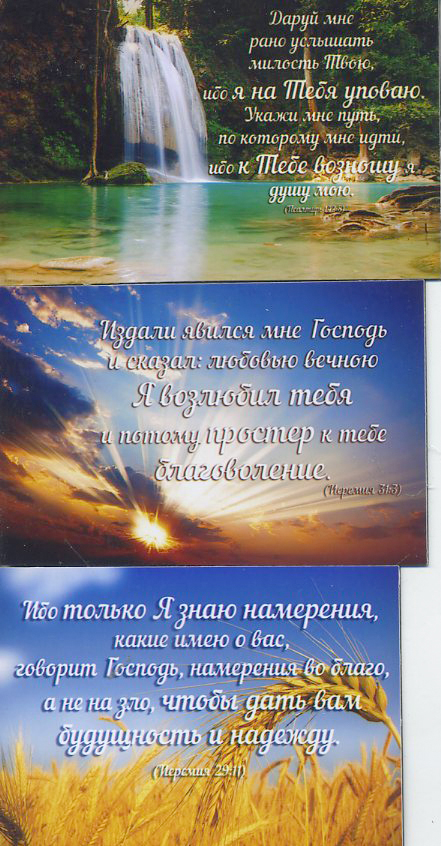 Даруй мне
рано услышать
милость Твою,
ибо я на Тебя уповаю.
Укажи мне путь,
по которому мне идти,
ибо к Тебе возношу я
душу мою.
(Псалтирь 142:8)
Издали явился мне Господь
и сказал: любовью вечною
Я возлюбил тебя
и потому простер к тебе
благоволение.
(Иеремия 31:3)
Ибо только Я знаю намерения,
какие имею о вас,
говорит Господь, намерения во благо,
а не на зло, чтобы дать вам
будущность и надежду.
(Иеремия 29:11)